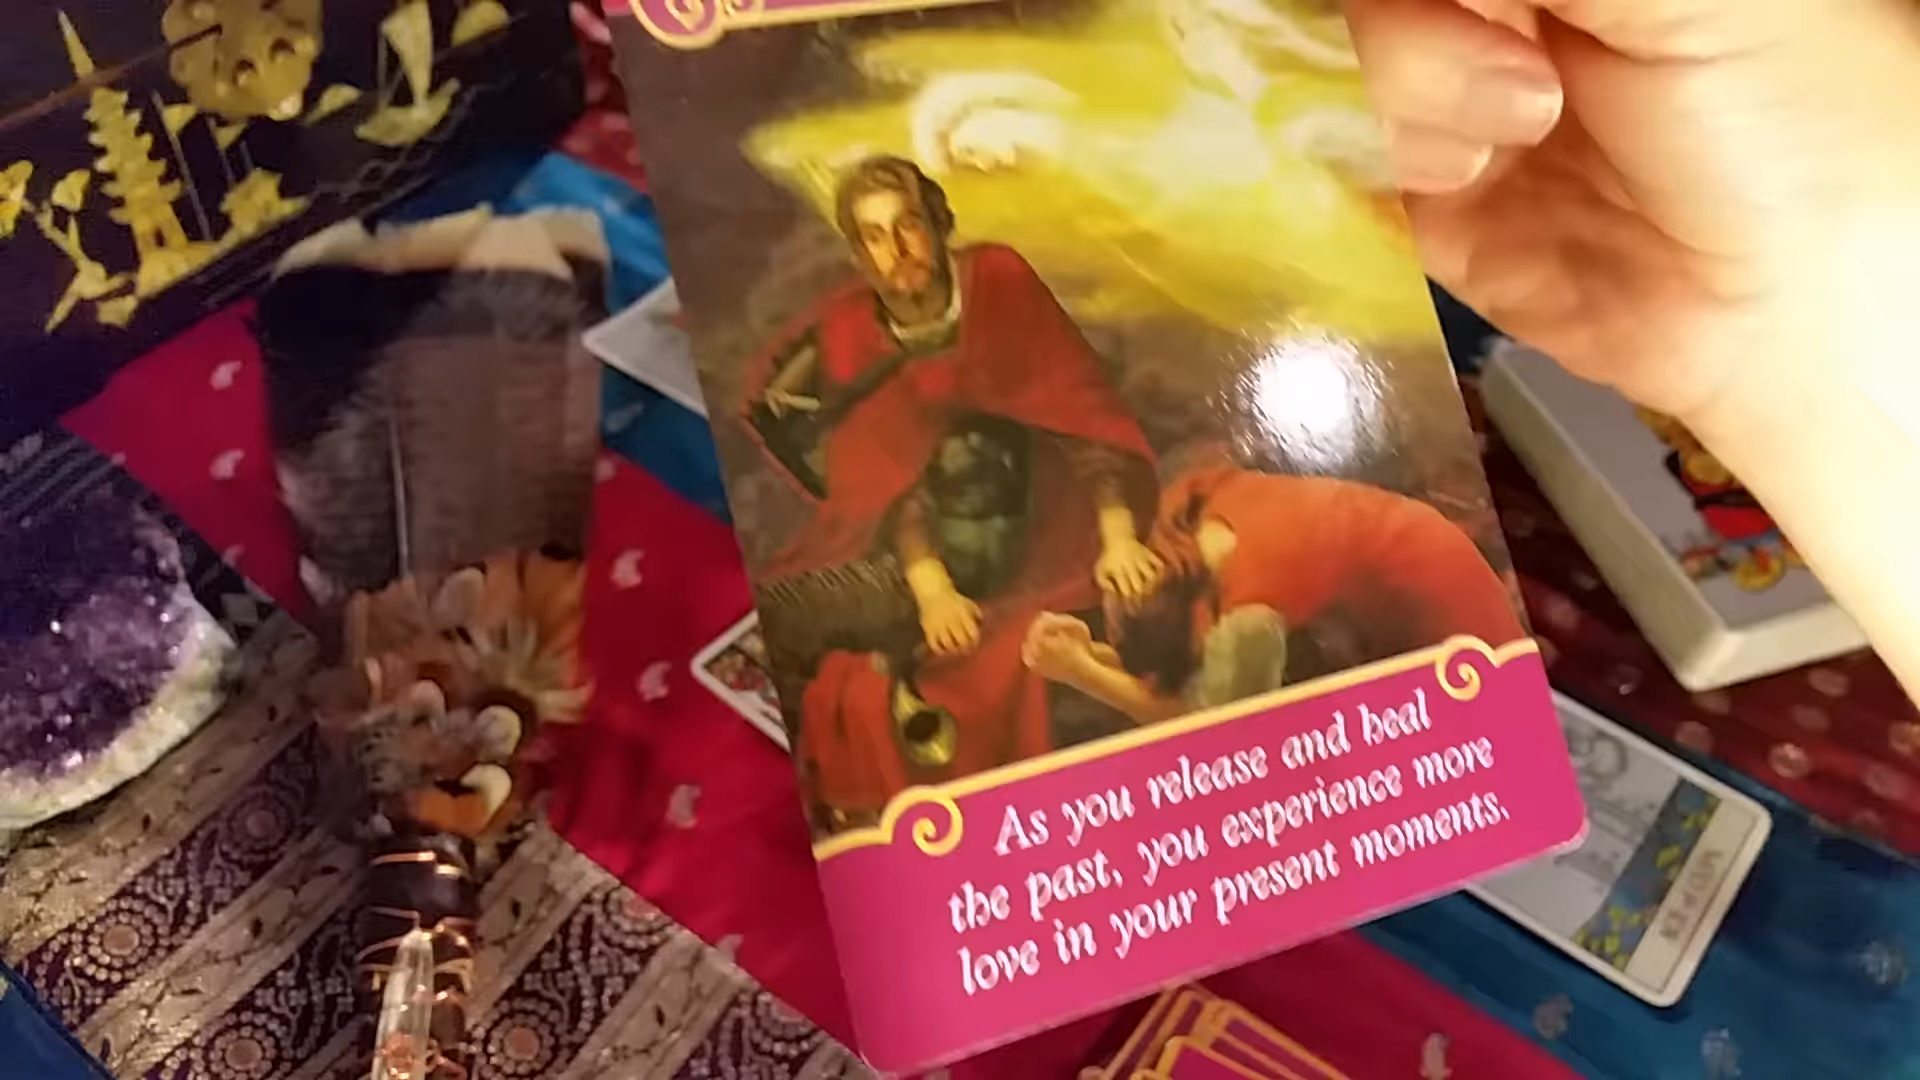 As you release and heal
the past, you experience more
love in your present moments.